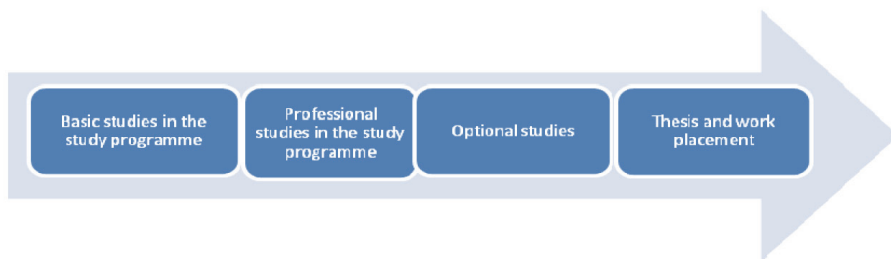 Basic studies in the
study programme
Professional
studies in the study
programme
Optional studies
Thesis and work
placement